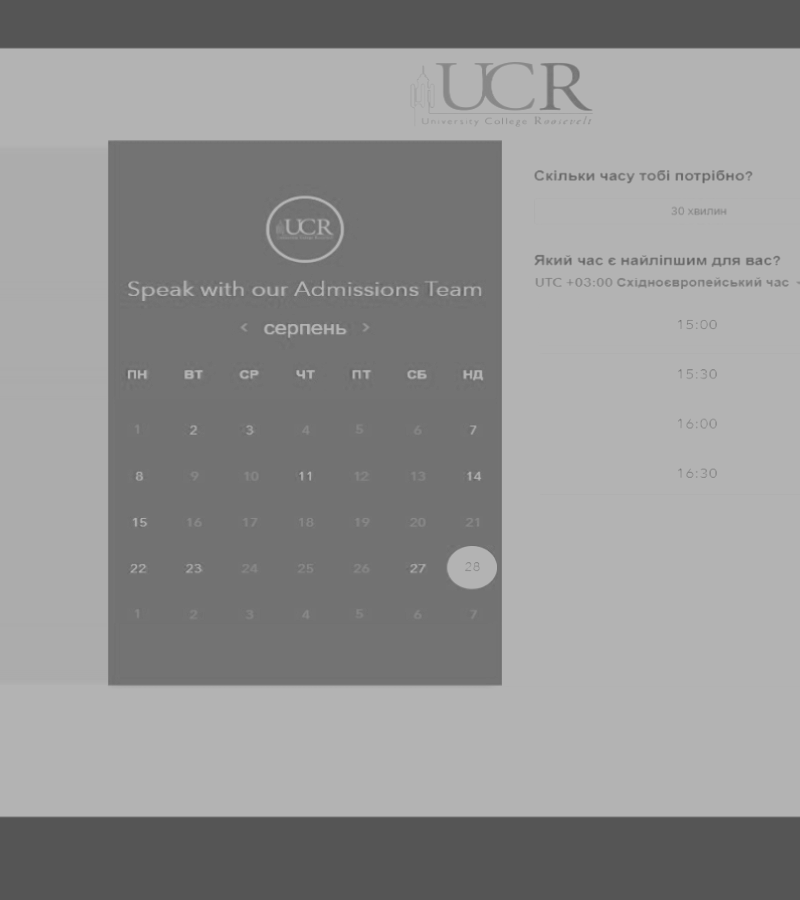 UCR
University College Roosevelt
UCR
Speak with our Admissions Team
< серпень >
ПН ВТ СР ЧТ ПТ СБ НД
1 2 3 4 5 6 7
8 9 10 11 12 13 14
15 16 17 18 19 20 21
22 23 24 25 26 27 28
1 2 3 4 5 6 7
Скільки часу тобі потрібно?
30 хвилин
Який час є найліпшим для вас?
UTC +03:00 Східноєвропейський час
15:00
15:30
16:00
16:30